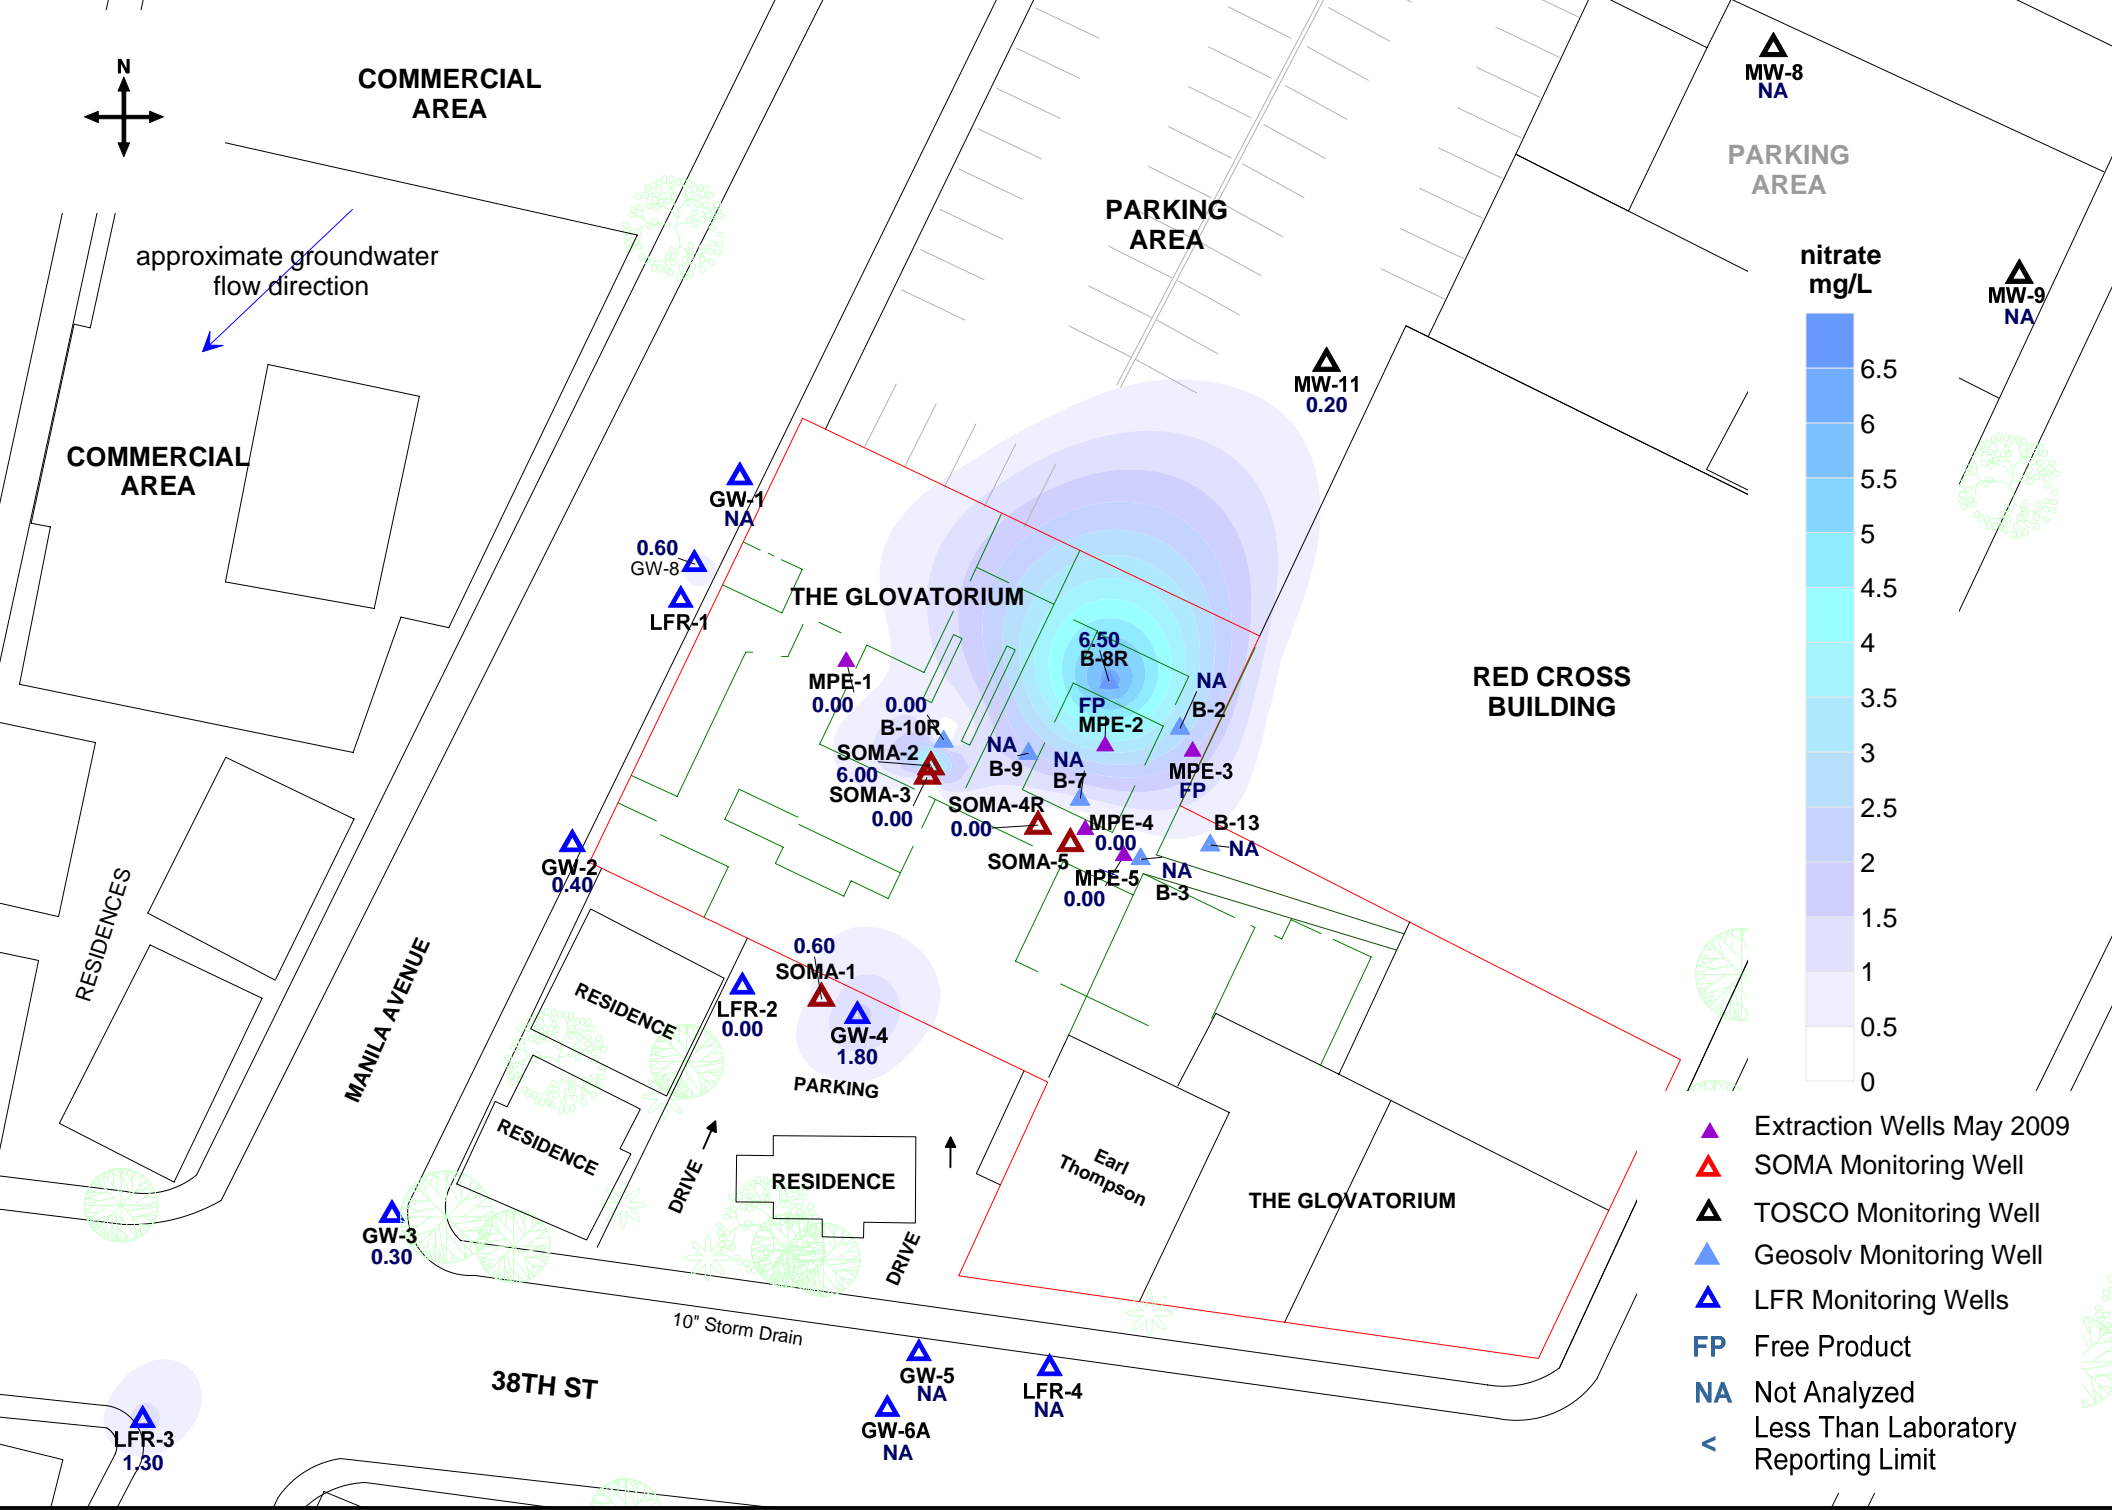 N
COMMERCIAL
AREA
MW-8
NA
PARKING
AREA
PARKING
AREA
approximate groundwater
flow direction
nitrate
mg/L
MW-9
NA
6.5
6
5.5
5
4.5
4
3.5
3
2.5
2
1.5
1
0.5
0
MW-11
0.20
COMMERCIAL
AREA
GW-1
NA
0.60
GW-8
LFR-1
THE GLOVATORIUM
6.50
B-8R
NA
B-2
RED CROSS
BUILDING
MPE-1
0.00
0.00
B-10R
FP
MPE-2
SOMA-2
6.00
SOMA-3
0.00
NA
B-9
NA
B-7
MPE-3
FP
SOMA-4R
0.00
MPE-4
0.00
B-13
NA
SOMA-5
MPE-5
0.00
NA
B-3
GW-2
0.40
RESIDENCES
MANILA AVENUE
0.60
SOMA-1
RESIDENCE
LFR-2
0.00
GW-4
1.80
PARKING
RESIDENCE
DRIVE
RESIDENCE
DRIVE
Earl
Thompson
THE GLOVATORIUM
GW-3
0.30
10" Storm Drain
38TH ST
GW-5
NA
LFR-4
NA
GW-6A
NA
LFR-3
1.30
Extraction Wells May 2009
SOMA Monitoring Well
TOSCO Monitoring Well
Geosolv Monitoring Well
LFR Monitoring Wells
FP Free Product
NA Not Analyzed
< Less Than Laboratory
Reporting Limit